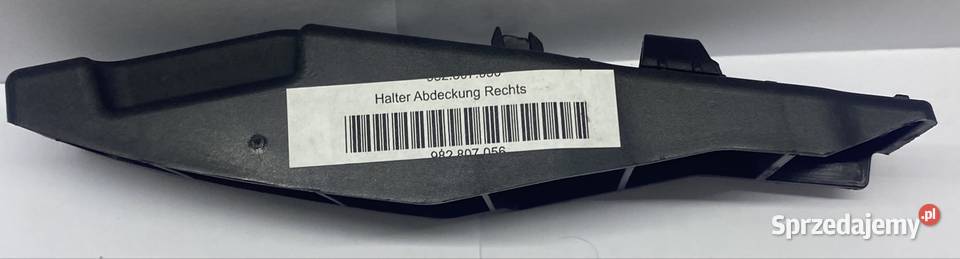 Halter Abdeckung Rechts
982.807.056
Sprzedajemy.pl